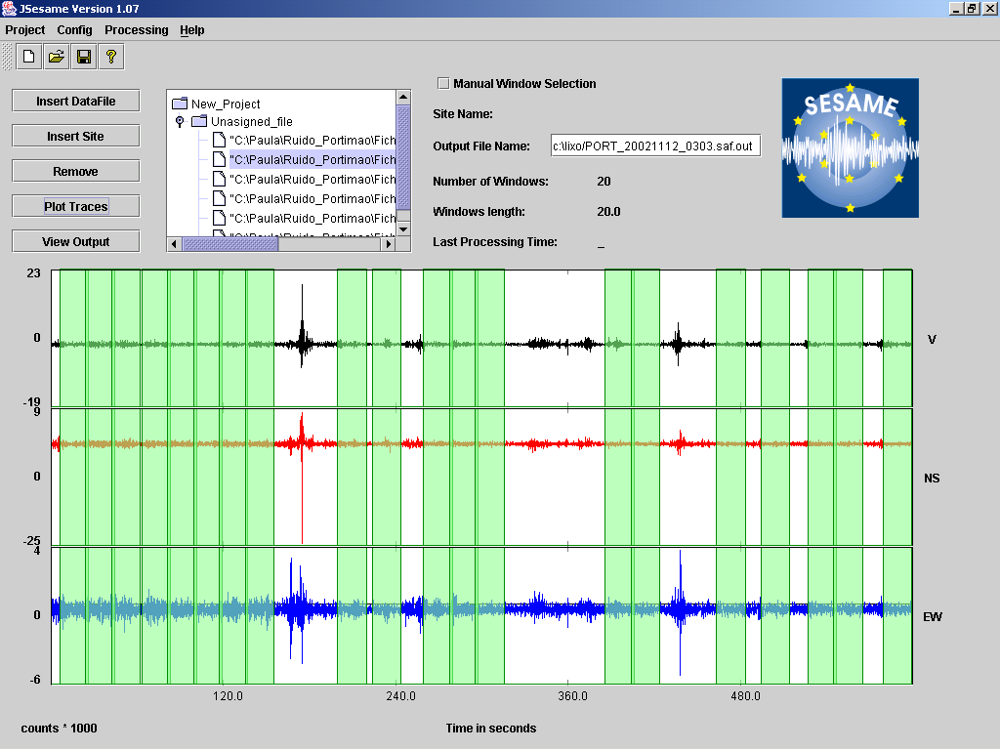 JSesame Version 1.07
Project Config Processing Help
Insert DataFile
Insert Site
Remove
Plot Traces
View Output
New_Project
Unasigned_file
"C:\Paula\Ruido_Portimao\Fich
"C:\Paula\Ruido_Portimao\Fich
"C:\Paula\Ruido_Portimao\Fich
"C:\Paula\Ruido_Portimao\Fich
"C:\Paula\Ruido_Portimao\Fich
"C:\Paula\Ruido_Portimao\Fich
Manual Window Selection
Site Name:
Output File Name: c:\lixo/PORT_20021112_0303.saf.out
Number of Windows: 20
Windows length: 20.0
Last Processing Time: _
SESAME
23
0
-19
V
9
0
-25
NS
4
0
-6
EW
120.0 240.0 360.0 480.0
counts * 1000 Time in seconds